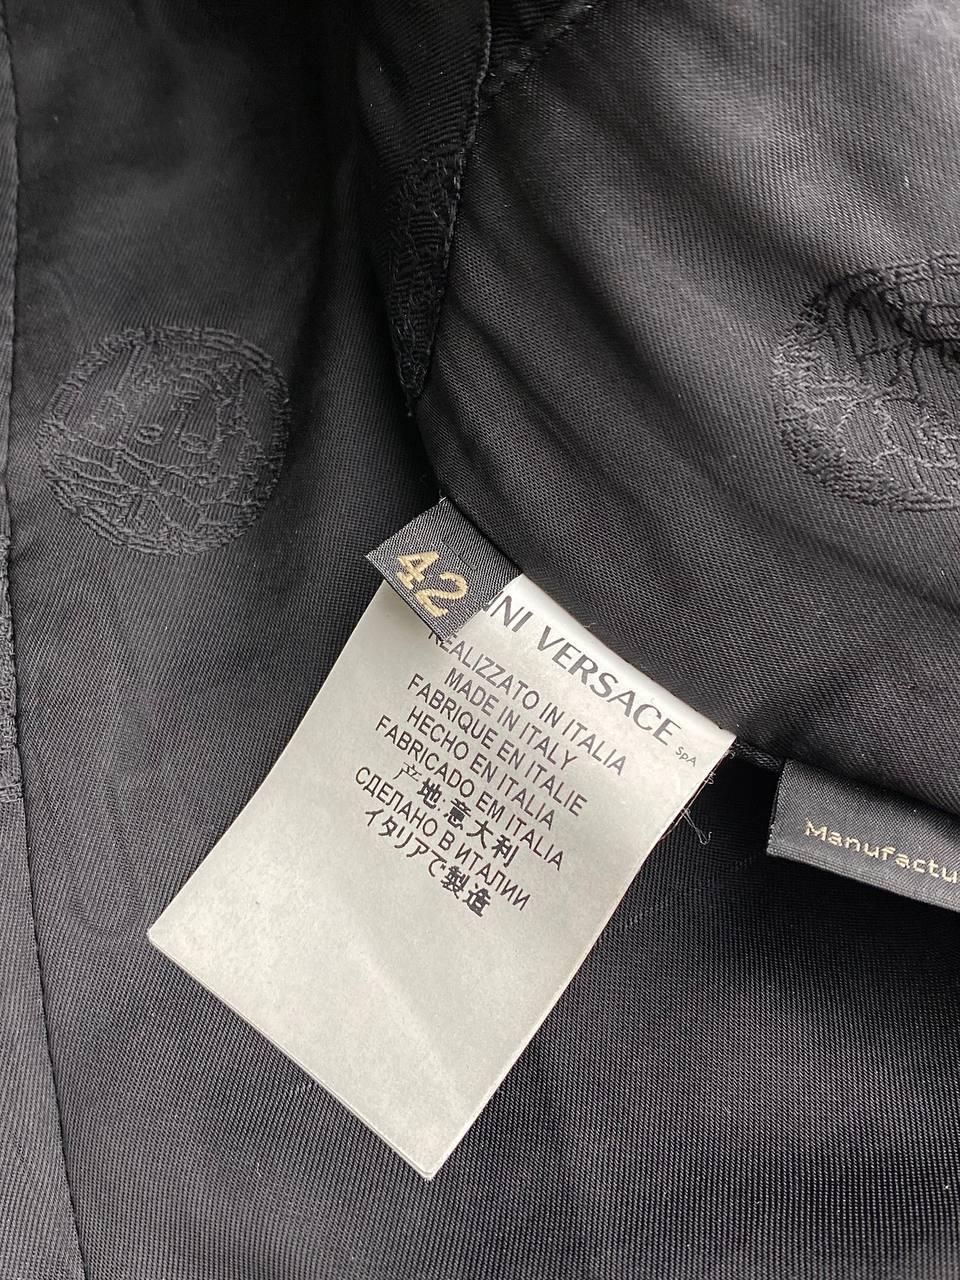 42
NI VERSACE SpA
REALIZZATO IN ITALIA
MADE IN ITALY
FABRIQUE EN ITALIE
HECHO EN ITALIA
FABRICADO EM ITALIA
产地:意大利
СДЕЛАНО В ИТАЛИИ
イタリアで製造
Manufactu